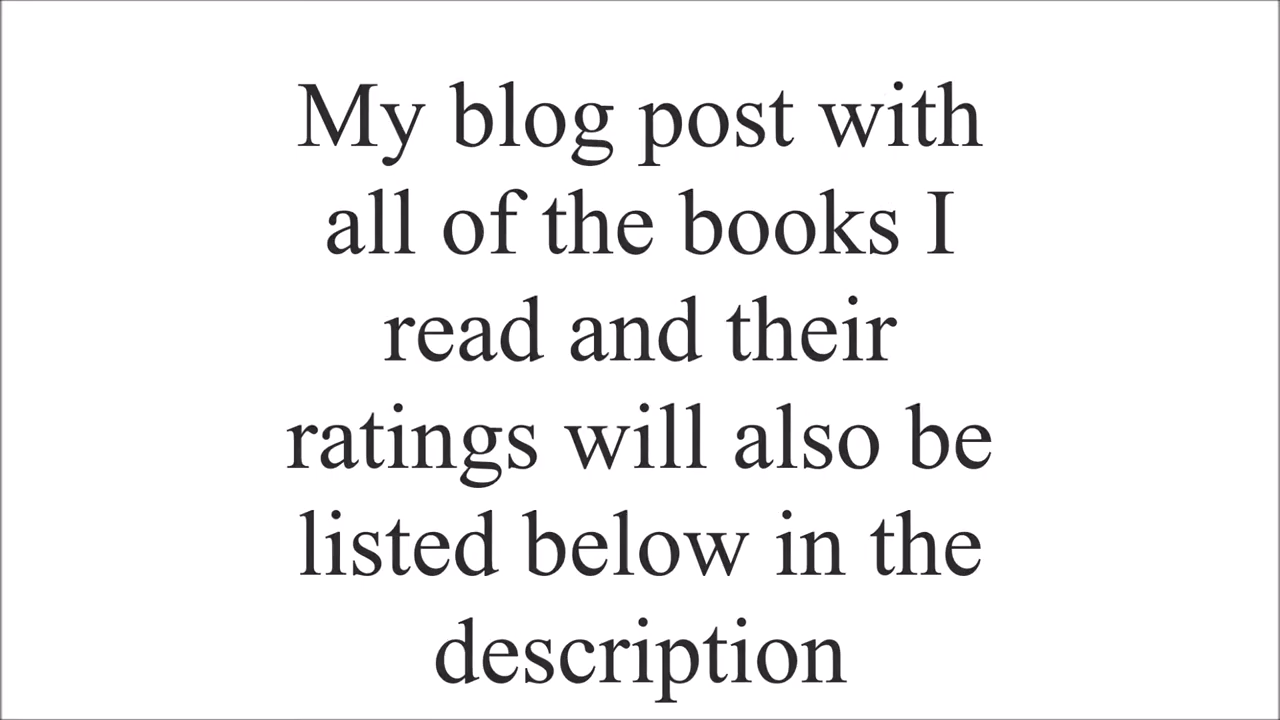 My blog post with
all of the books I
read and their
ratings will also be
listed below in the
description